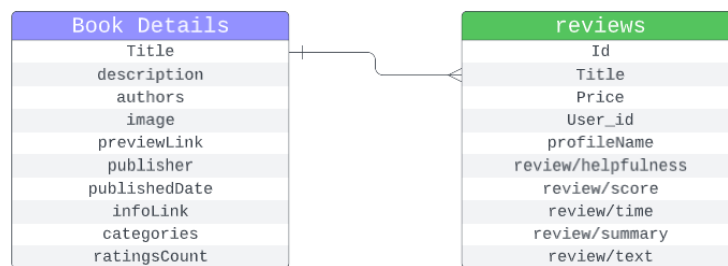 Book Details
Title
description
authors
image
previewLink
publisher
publishedDate
infoLink
categories
ratingsCount
reviews
Id
Title
Price
User_id
profileName
review/helpfulness
review/score
review/time
review/summary
review/text